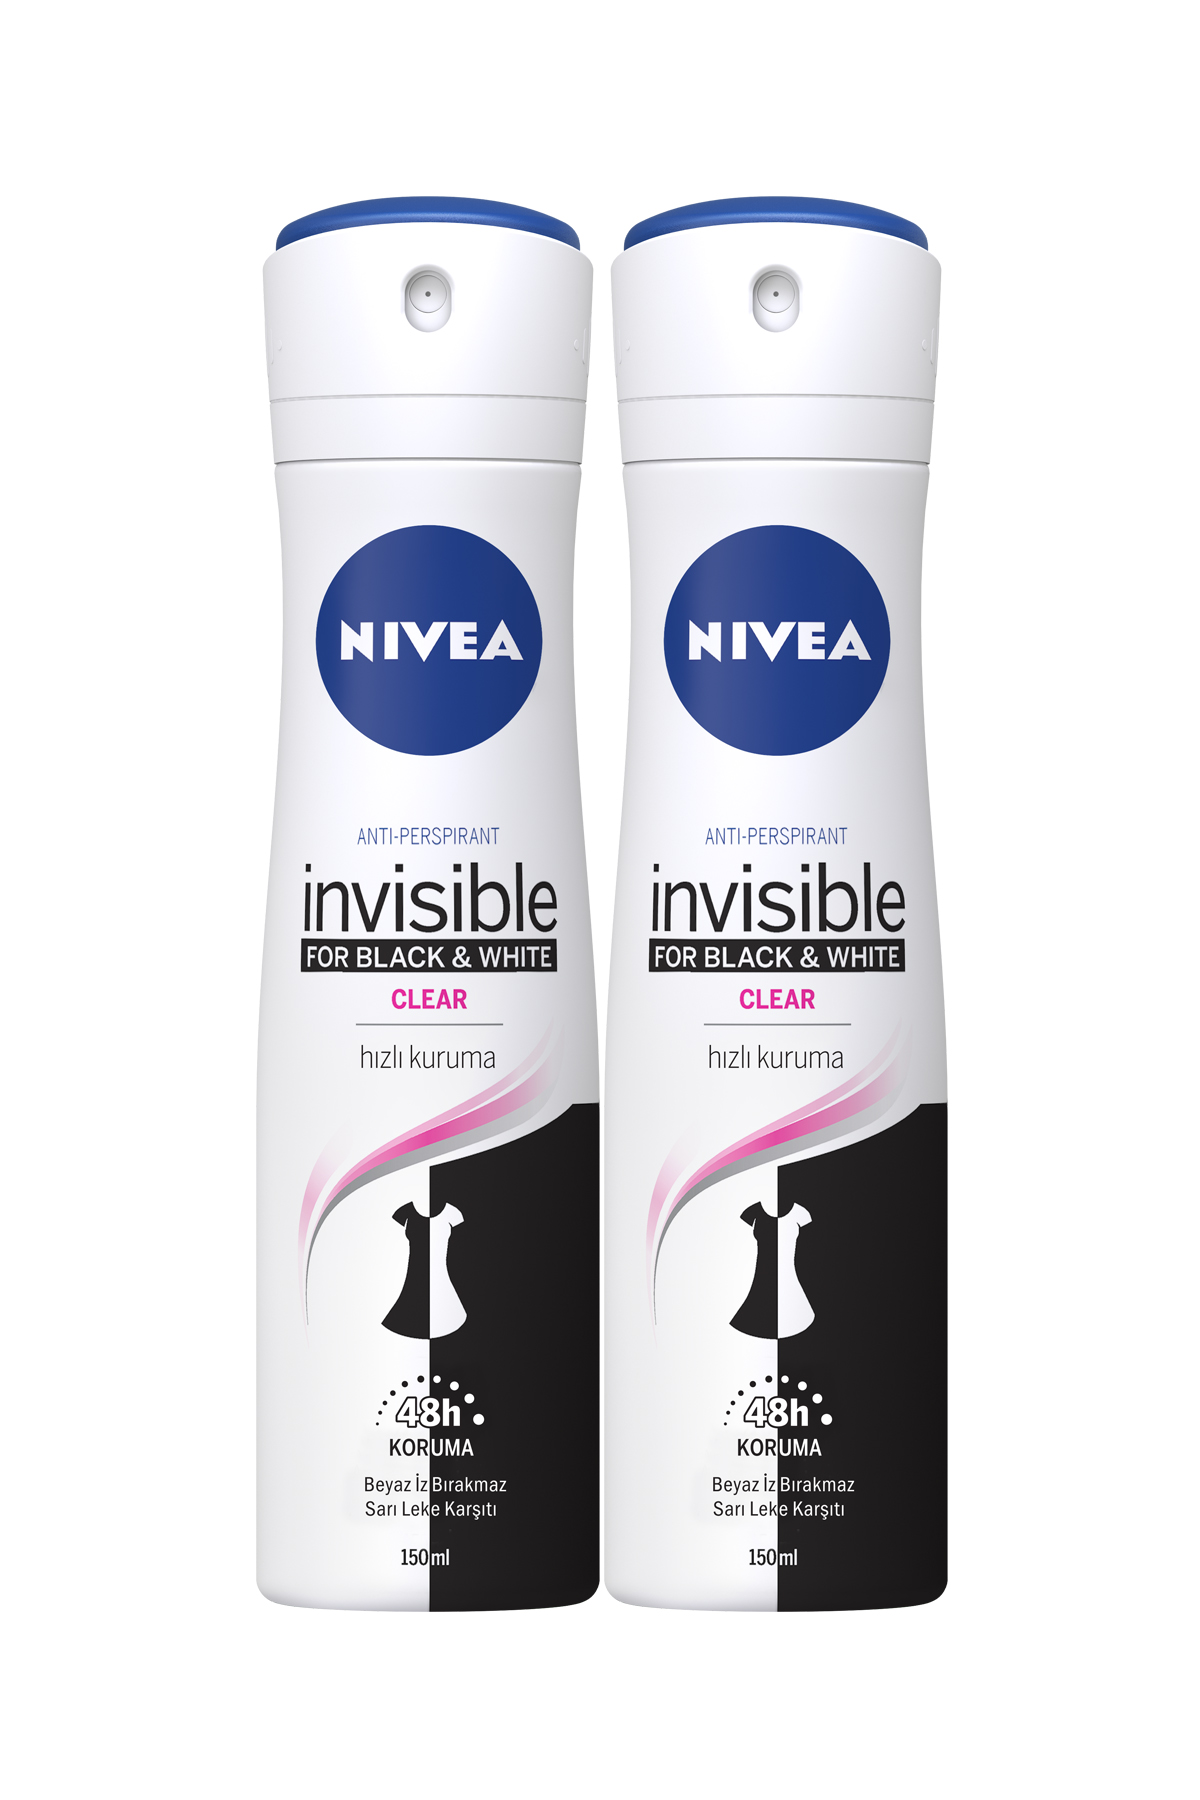 NIVEA
ANTI-PERSPIRANT
invisible
FOR BLACK & WHITE
CLEAR
hızlı kuruma
48h
KORUMA
Beyaz İz Bırakmaz
Sarı Leke Karşıtı
150ml
NIVEA
ANTI-PERSPIRANT
invisible
FOR BLACK & WHITE
CLEAR
hızlı kuruma
48h
KORUMA
Beyaz İz Bırakmaz
Sarı Leke Karşıtı
150ml